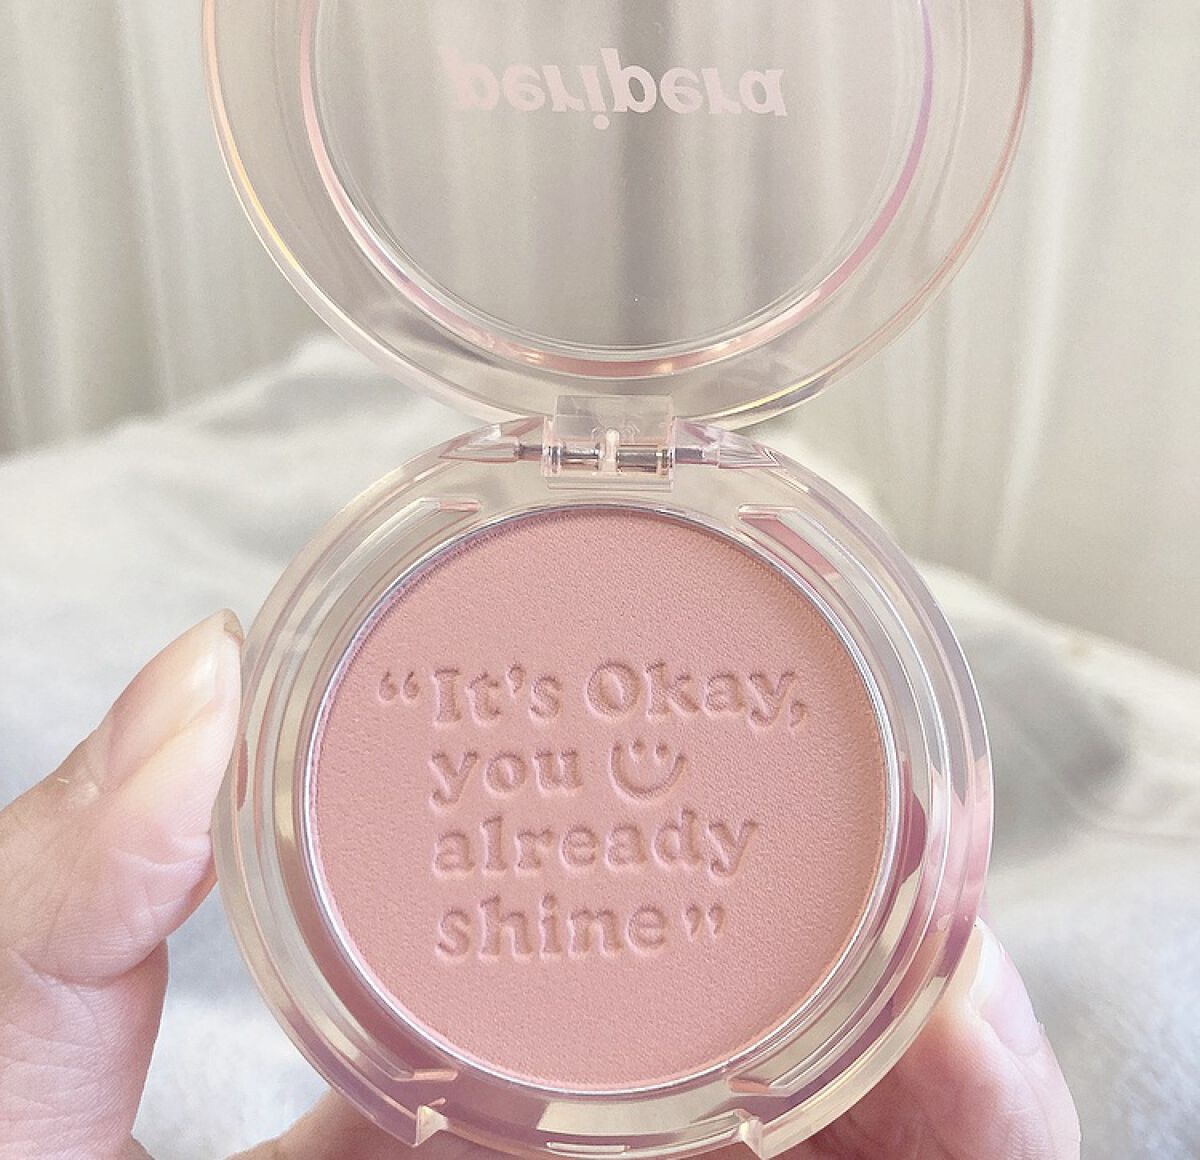 peripera
“It's Okay,
you
already
shine”